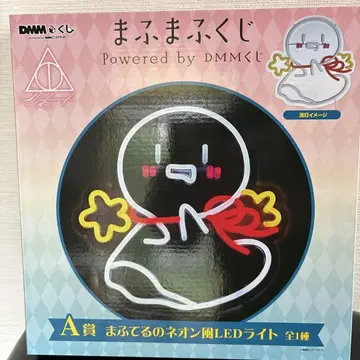 DMMくじ
まふまふくじ
Powered by DMMくじ
点灯イメージ
A賞 まふてるのネオン風LEDライト 全1種